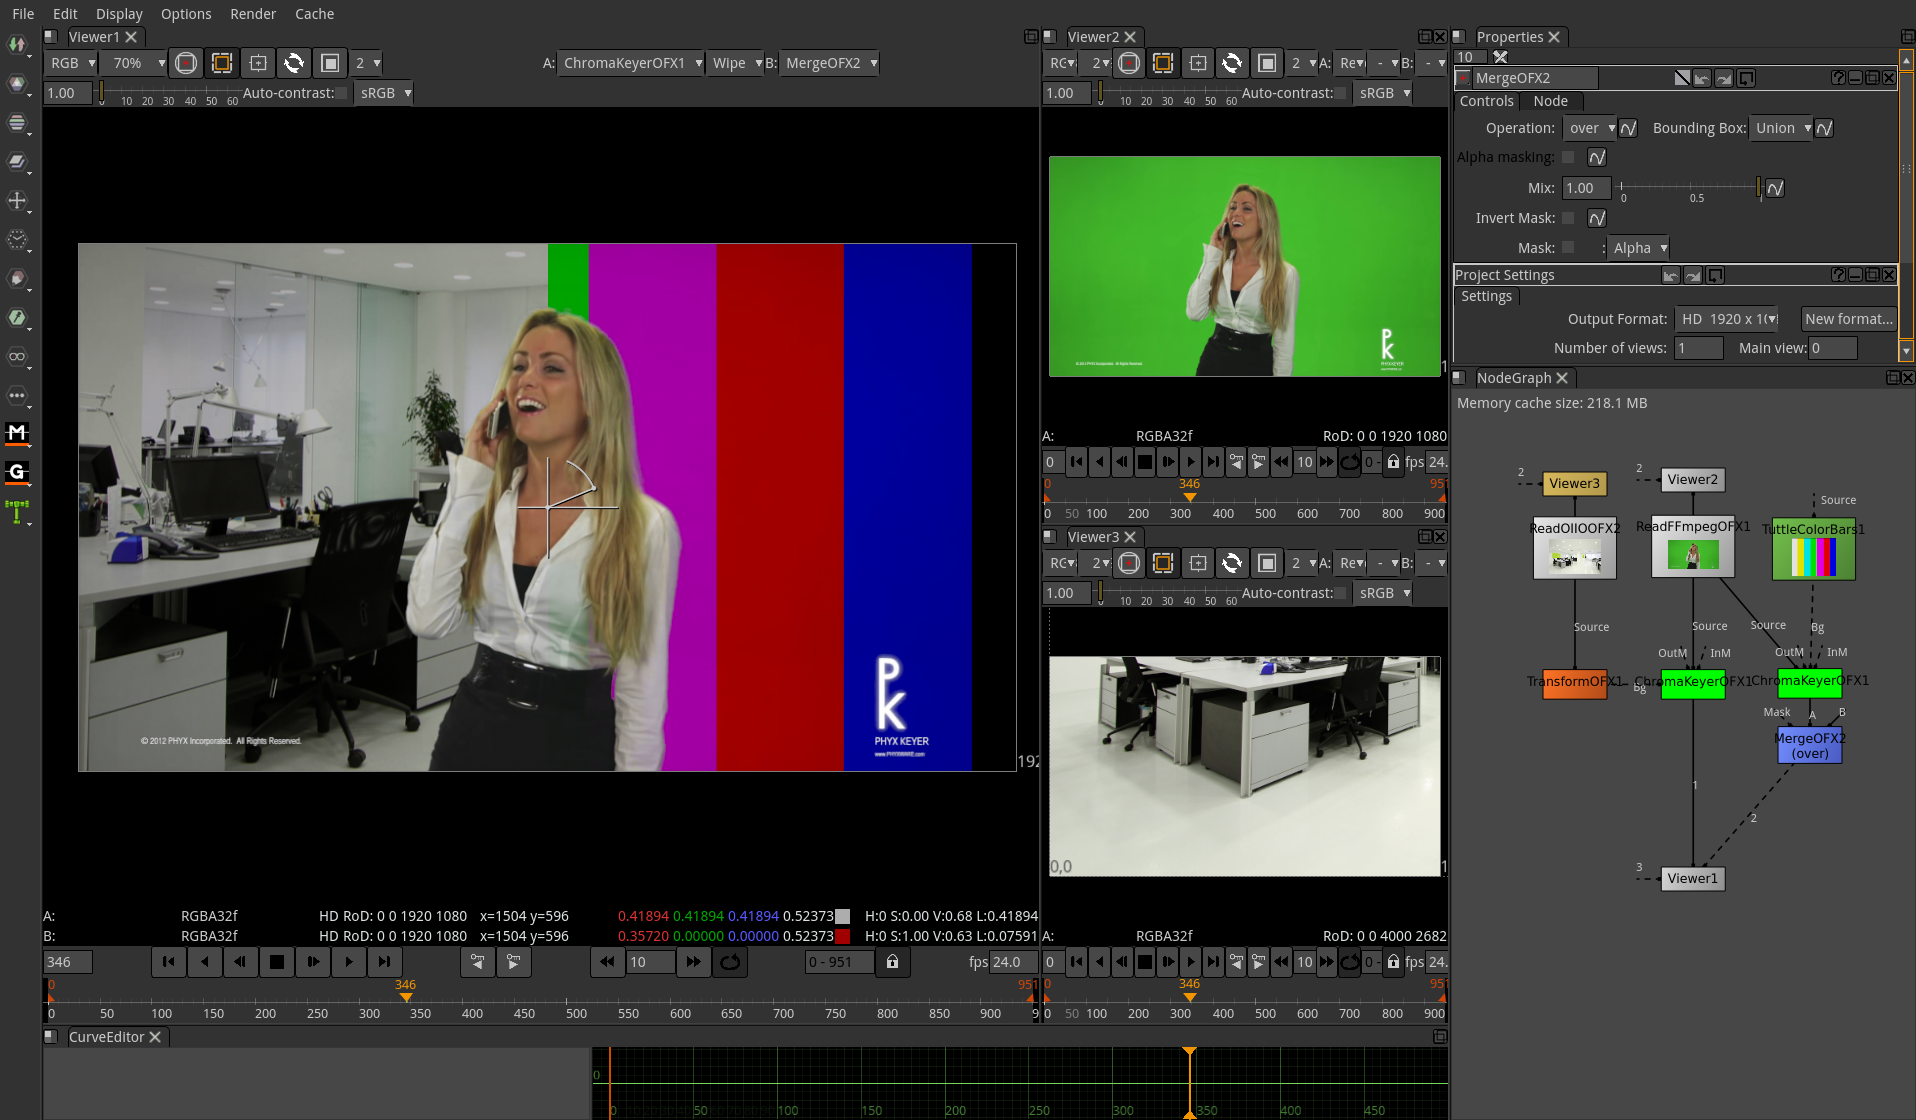 File Edit Display Options Render Cache
Viewer1
RGB 70% 2 A: ChromaKeyerOFX1 Wipe B: MergeOFX2
1.00 0 10 20 30 40 50 60 Auto-contrast: sRGB
© 2012 PHYX Incorporated. All Rights Reserved.
Pk
PHYX KEYER
www.PHYXWARE.com
192
A: RGBA32f HD RoD: 0 0 1920 1080 x=1504 y=596 0.41894 0.41894 0.41894 0.52373 H:0 S:0.00 V:0.68 L:0.41894
B: RGBA32f HD RoD: 0 0 1920 1080 x=1504 y=596 0.35720 0.00000 0.00000 0.52373 H:0 S:1.00 V:0.63 L:0.07591
346 10 0 - 951 fps 24.0
0 346 951
0 50 100 150 200 250 300 350 400 450 500 550 600 650 700 750 800 850 900 9
Viewer2
RG 2 2 A: Re - B: -
1.00 0 10 20 30 40 50 60 Auto-contrast: sRGB
Pk
1
A: RGBA32f RoD: 0 0 1920 1080
0 10 0 - fps 24.
0 346 951
0 50 100 200 300 400 500 600 700 800 900
Viewer3
RG 2 2 A: Re - B: -
1.00 0 10 20 30 40 50 60 Auto-contrast: sRGB
0,0
1
A: RGBA32f RoD: 0 0 4000 2682
0 10 0 - fps 24.
0 346 951
0 50 100 200 300 400 500 600 700 800 900
CurveEditor
0
0 50 100 150 200 250 300 350 400 450
Properties
10
MergeOFX2
Controls Node
Operation: over Bounding Box: Union
Alpha masking:
Mix: 1.00 0 0.5 1
Invert Mask:
Mask: : Alpha
Project Settings
Settings
Output Format: HD 1920 x 10 New format...
Number of views: 1 Main view: 0
NodeGraph
Memory cache size: 218.1 MB
2 Viewer3 2 Viewer2
Source
ReadOIIOOFX2 ReadFFmpegOFX1 TuttleColorBars1
Source Source Source Bg
OutM InM OutM InM
TransformOFX1 Bg ChromaKeyerOFX1 ChromaKeyerOFX1
Mask A B
MergeOFX2
(over)
1
2
3 Viewer1